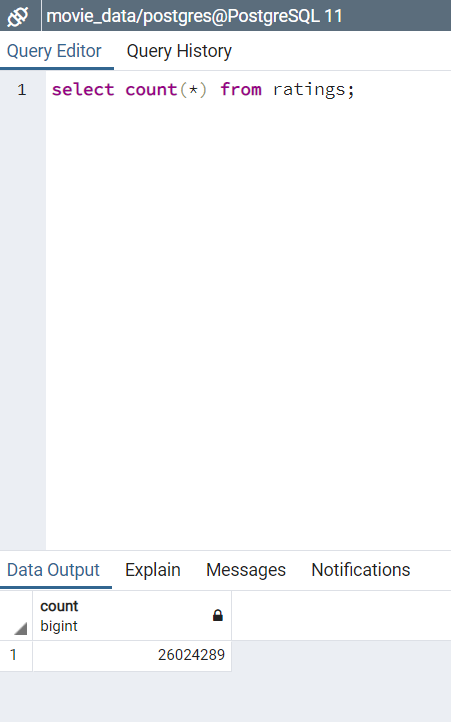 movie_data/postgres@PostgreSQL 11
Query Editor Query History
1 select count(*) from ratings;
Data Output Explain Messages Notifications
count
bigint
1 26024289